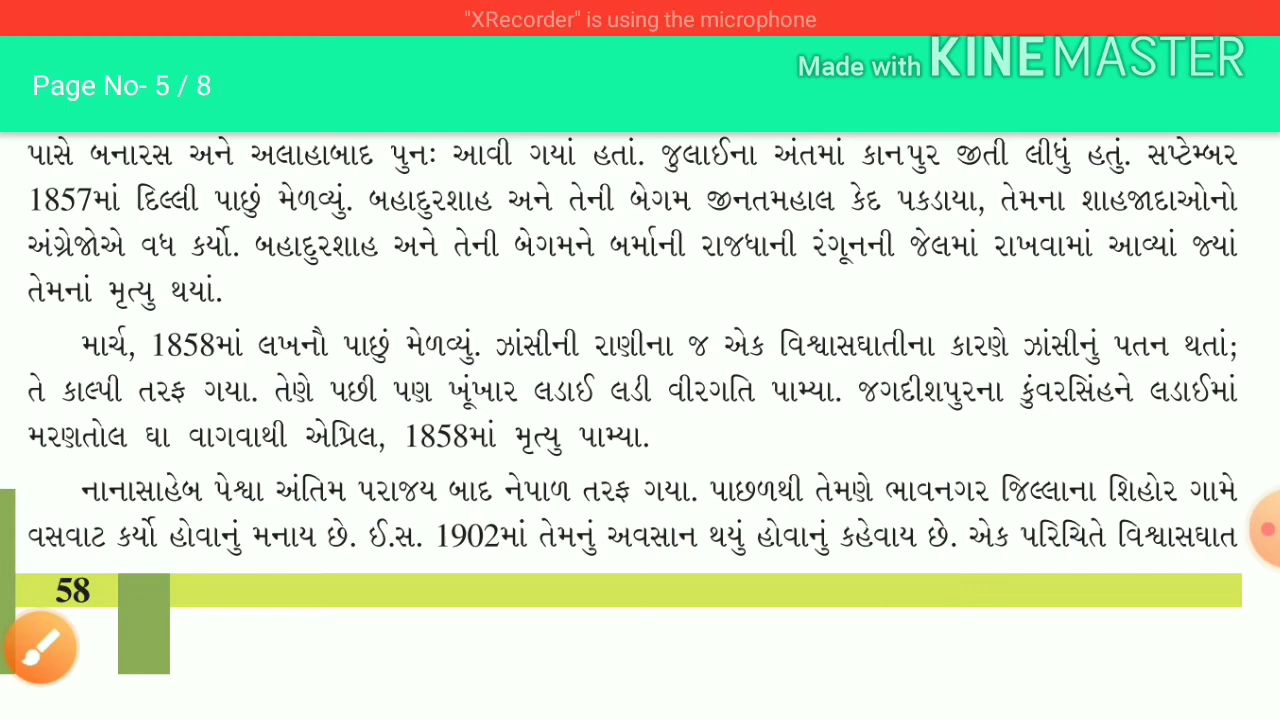 "XRecorder" is using the microphone
Made with KINEMASTER
Page No- 5 / 8
પાસે બનારસ અને અલાહાબાદ પુનઃ આવી ગયાં હતાં. જુલાઈના અંતમાં કાનપુર જીતી લીધું હતું. સપ્ટેમ્બર
1857માં દિલ્લી પાછું મેળવ્યું. બહાદુરશાહ અને તેની બેગમ જીનતમહાલ કેદ પકડાયા, તેમના શાહજાદાઓનો
અંગ્રેજોએ વધ કર્યો. બહાદુરશાહ અને તેની બેગમને બર્માની રાજધાની રંગૂનની જેલમાં રાખવામાં આવ્યાં જ્યાં
તેમનાં મૃત્યુ થયાં.
માર્ચ, 1858માં લખનૌ પાછું મેળવ્યું. ઝાંસીની રાણીના જ એક વિશ્વાસઘાતીના કારણે ઝાંસીનું પતન થતાં;
તે કાલ્પી તરફ ગયા. તેણે પછી પણ ખૂંખાર લડાઈ લડી વીરગતિ પામ્યા. જગદીશપુરના કુંવરસિંહને લડાઈમાં
મરણતોલ ઘા વાગવાથી એપ્રિલ, 1858માં મૃત્યુ પામ્યા.
નાનાસાહેબ પેશ્વા અંતિમ પરાજય બાદ નેપાળ તરફ ગયા. પાછળથી તેમણે ભાવનગર જિલ્લાના શિહોર ગામે
વસવાટ કર્યો હોવાનું મનાય છે. ઈ.સ. 1902માં તેમનું અવસાન થયું હોવાનું કહેવાય છે. એક પરિચિતે વિશ્વાસઘાત
58